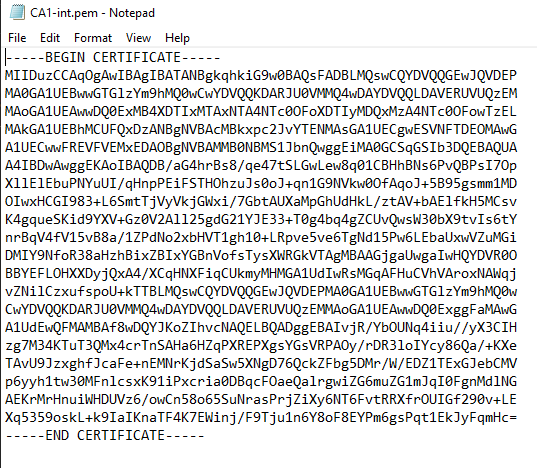 CA1-int.pem - Notepad
File Edit Format View Help
-----BEGIN CERTIFICATE-----
MIIDuzCCAqOgAwIBAgIBATANBgkqhkiG9w0BAQsFADBLMQswCQYDVQQGEwJQVDEP
MA0GA1UEBwwGTGlzYm9hMQ0wCwYDVQQKDARJU0VMMQ4wDAYDVQQLDAVERUVUQzEM
MAoGA1UEAwwDQ0ExMB4XDTIxMTAxNTA4NTc0OFoXDTIyMDQxMzA4NTc0OFowTzEL
MAkGA1UEBhMCUFQxDzANBgNVBAcMBkxpc2JvYTENMAsGA1UECgwESVNFTDEOMAwG
A1UECwwFREVFVEMxEDAOBgNVBAMMB0NBMS1JbnQwggEiMA0GCSqGSIb3DQEBAQUA
A4IBDwAwggEKAoIBAQDB/aG4hrBs8/qe47tSLGwLew8q01CBHhBNs6PvQBPsI7Op
XllElEbuPNYuUI/qHnpPEiFSTHOhzuJs0oJ+qn1G9NVkw0OfAqoJ+5B95gsmm1MD
OIwxHCGI983+L6SmtTjVyVkjGWxi/7GbtAUXaMpGhUdHkL/ztAV+bAElfkH5MCsv
K4gqueSKid9YXV+Gz0V2All25gdG21YJE33+T0g4bq4gZCUvQwsW30bX9tvIs6tY
nrBqV4fV15vB8a/1ZPdNo2xbHVT1gh10+LRpve5ve6TgNd15Pw6LEbaUxwVZuMGi
DMIY9NfoR38aHzhBixZBIxYGBnVofsTysXWRGkVTAgMBAAGjgaUwgaIwHQYDVR0O
BBYEFLOHXXDyjQxA4/XCqHNXFiqCUkmyMHMGA1UdIwRsMGqAFHuCVhVAroxNAWqj
vZNilCzxufspoU+kTTBLMQswCQYDVQQGEwJQVDEPMA0GA1UEBwwGTGlzYm9hMQ0w
CwYDVQQKDARJU0VMMQ4wDAYDVQQLDAVERUVUQzEMMAoGA1UEAwwDQ0ExggFaMAwG
A1UdEwQFMAMBAf8wDQYJKoZIhvcNAQELBQADggEBAIvjR/YbOUNq4iiu//yX3CIH
zg7M34KTuT3QMx4crTnSAHa6HZqPXREPXgsYGsVRPAOy/rDR3loIYcy86Qa/+KXe
TAvU9JzxghfJcaFe+nEMNrKjdSaSw5XNgD76QckZFbg5DMr/W/EDZ1TExGJebCMV
p6yyh1tw30MFnlcsxK91iPxcria0DBqcFOaeQalrgwiZG6muZG1mJqI0FgnMdlNG
AEKrMrHnuiWHDUVz6/owCn58o65SuNrasPrjZiXy6NT6FvtRRXfrOUIGf290v+LE
Xq5359oskL+k9IaIKnaTF4K7EWinj/F9Tju1n6Y8oF8EYPm6gsPqt1EkJyFqmHc=
-----END CERTIFICATE-----